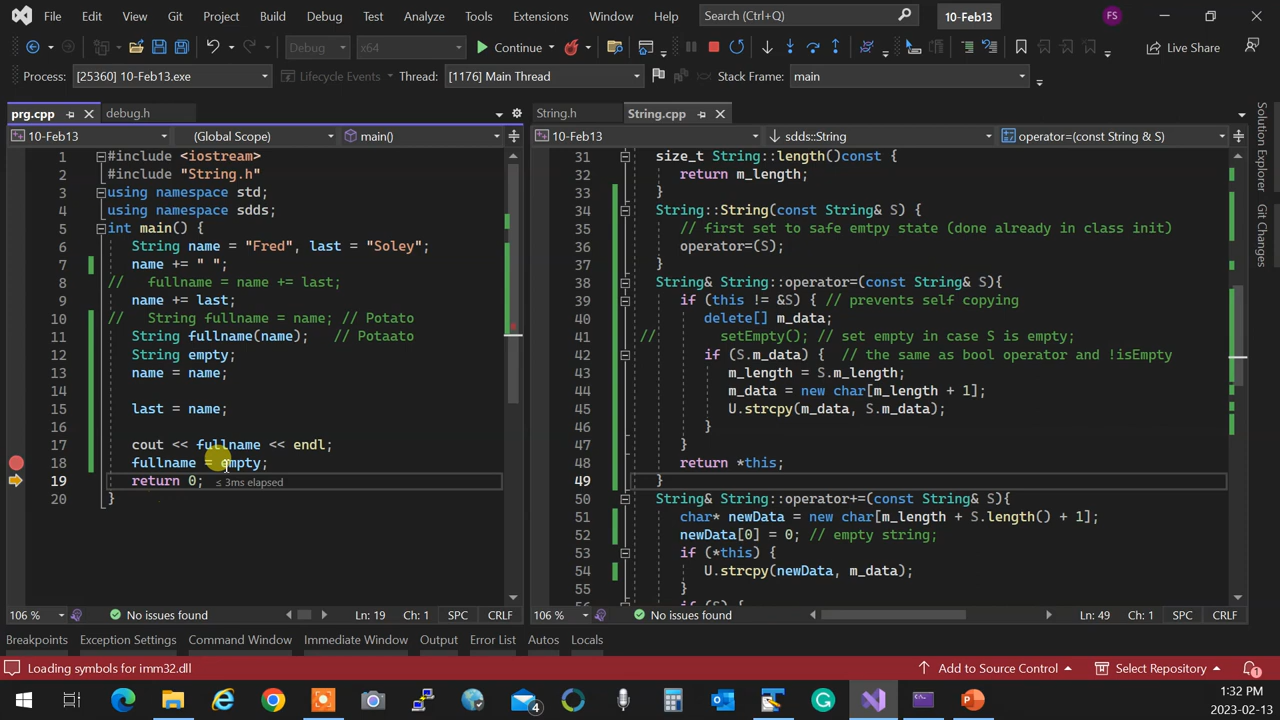 File Edit View Git Project Build Debug Test Analyze Tools Extensions Window Help Search (Ctrl+Q) 10-Feb13 FS
Debug x64 Continue Live Share
Process: [25360] 10-Feb13.exe Lifecycle Events Thread: [1176] Main Thread Stack Frame: main
prg.cpp debug.h
10-Feb13 (Global Scope) main()
1 #include <iostream>
2 #include "String.h"
3 using namespace std;
4 using namespace sdds;
5 int main() {
6 String name = "Fred", last = "Soley";
7 name += " ";
8 // fullname = name += last;
9 name += last;
10 // String fullname = name; // Potato
11 String fullname(name); // Potaato
12 String empty;
13 name = name;
14
15 last = name;
16
17 cout << fullname << endl;
18 fullname = empty;
19 return 0; ≤ 3ms elapsed
20 }
106 % No issues found Ln: 19 Ch: 1 SPC CRLF
String.h String.cpp
10-Feb13 sdds::String operator=(const String & S)
31 size_t String::length()const {
32 return m_length;
33 }
34 String::String(const String& S) {
35 // first set to safe emtpy state (done already in class init)
36 operator=(S);
37 }
38 String& String::operator=(const String& S){
39 if (this != &S) { // prevents self copying
40 delete[] m_data;
41 // setEmpty(); // set empty in case S is empty;
42 if (S.m_data) { // the same as bool operator and !isEmpty
43 m_length = S.m_length;
44 m_data = new char[m_length + 1];
45 U.strcpy(m_data, S.m_data);
46 }
47 }
48 return *this;
49 }
50 String& String::operator+=(const String& S){
51 char* newData = new char[m_length + S.length() + 1];
52 newData[0] = 0; // empty string;
53 if (*this) {
54 U.strcpy(newData, m_data);
55 }
106 % No issues found Ln: 49 Ch: 1 SPC CRLF
Solution Explorer
Git Changes
Breakpoints Exception Settings Command Window Immediate Window Output Error List Autos Locals
Loading symbols for imm32.dll Add to Source Control Select Repository 1
4
1:32 PM
2023-02-13